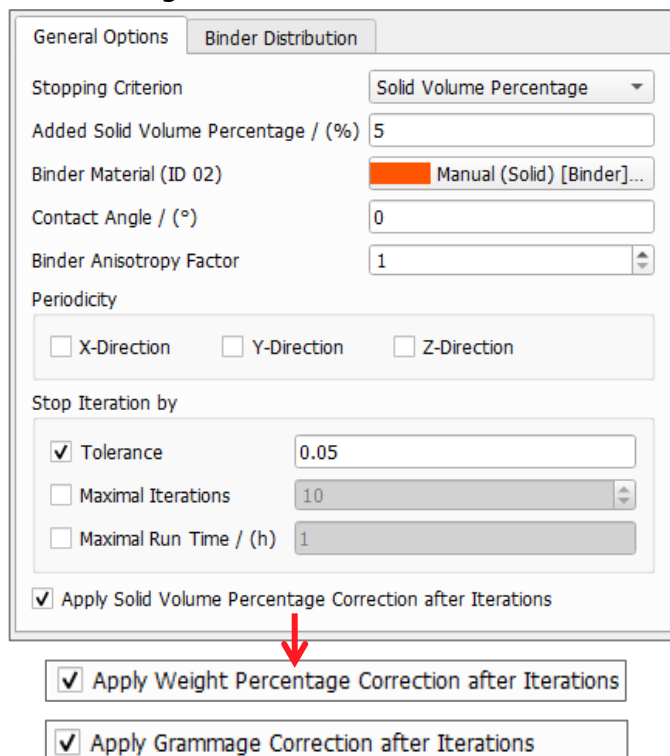 General Options
Binder Distribution
Stopping Criterion
Solid Volume Percentage
Added Solid Volume Percentage / (%)
5
Binder Material (ID 02)
Manual (Solid) [Binder]...
Contact Angle / (°)
0
Binder Anisotropy Factor
1
Periodicity
X-Direction
Y-Direction
Z-Direction
Stop Iteration by
Tolerance
0.05
Maximal Iterations
10
Maximal Run Time / (h)
1
Apply Solid Volume Percentage Correction after Iterations
Apply Weight Percentage Correction after Iterations
Apply Grammage Correction after Iterations